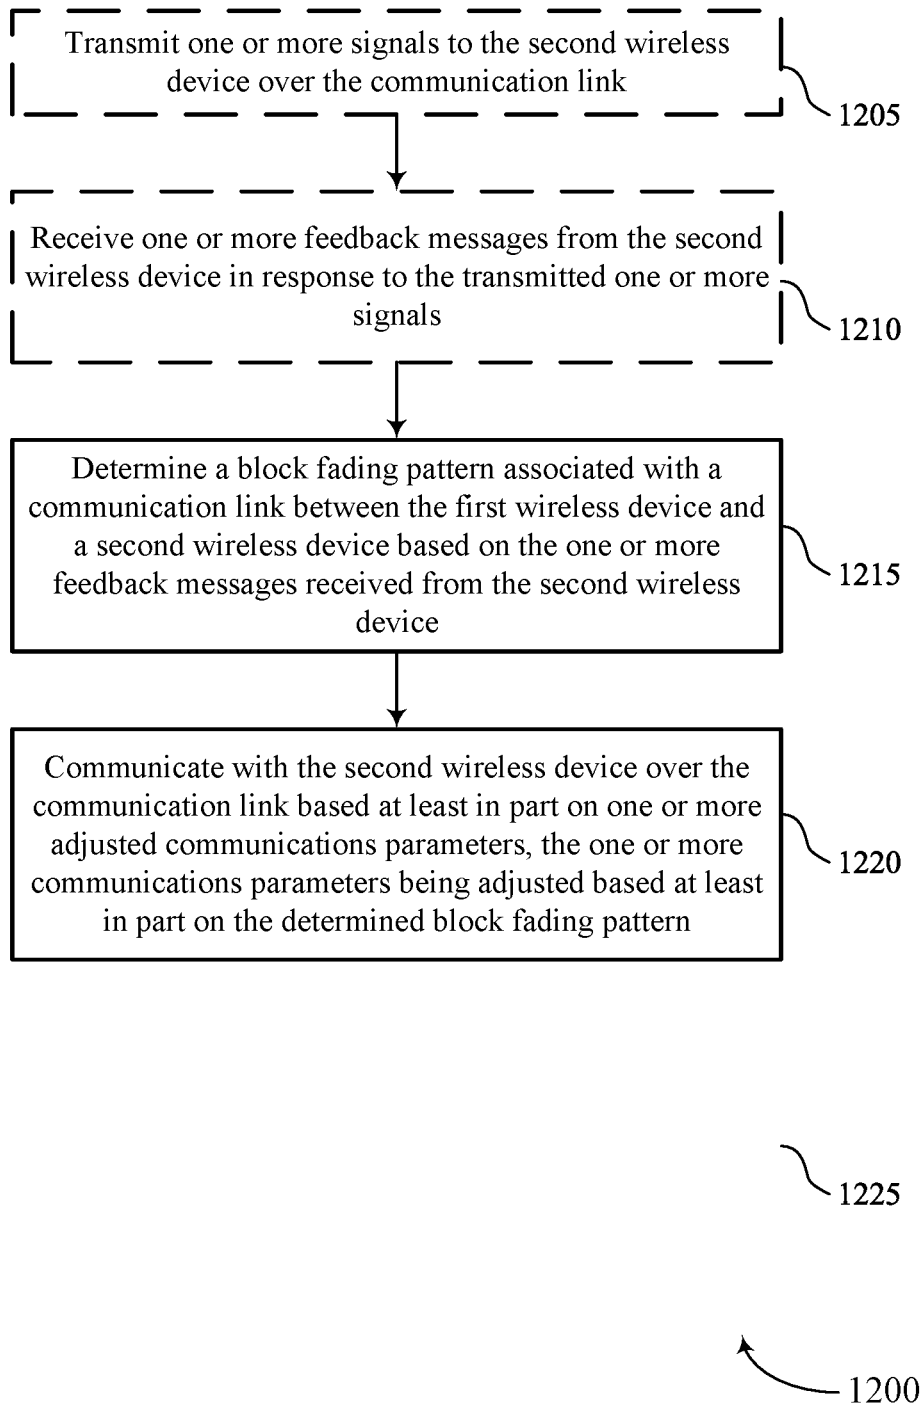 Transmit one or more signals to the second wireless
device over the communication link
1205
Receive one or more feedback messages from the second
wireless device in response to the transmitted one or more
signals
1210
Determine a block fading pattern associated with a
communication link between the first wireless device and
a second wireless device based on the one or more
feedback messages received from the second wireless
device
1215
Communicate with the second wireless device over the
communication link based at least in part on one or more
adjusted communications parameters, the one or more
communications parameters being adjusted based at least
in part on the determined block fading pattern
1220
1225
1200